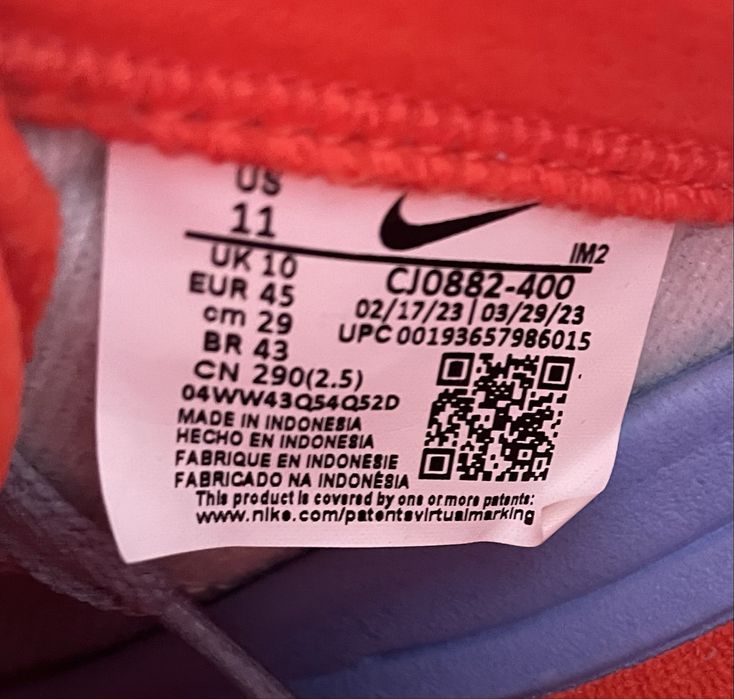 US
11
UK 10
EUR 45
cm 29
BR 43
CN 290(2.5)
IM2
CJ0882-400
02/17/23 | 03/29/23
UPC 00193657986015
04WW43Q54Q52D
MADE IN INDONESIA
HECHO EN INDONESIA
FABRIQUE EN INDONESIE
FABRICADO NA INDONÉSIA
This product is covered by one or more patents:
www.nike.com/patentsvirtualmarking